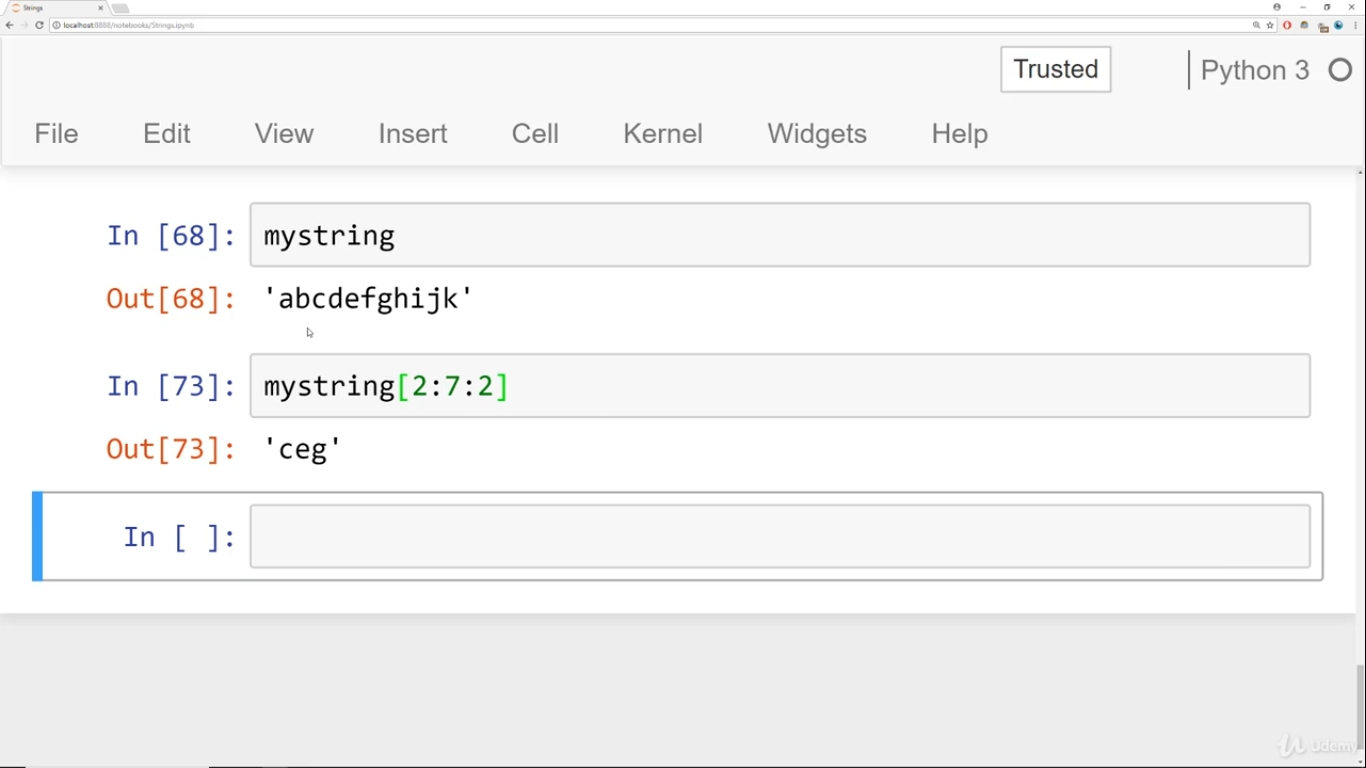 Strings
localhost:8888/notebooks/Strings.ipynb
Trusted
Python 3
File Edit View Insert Cell Kernel Widgets Help
In [68]: mystring
Out[68]: 'abcdefghijk'
In [73]: mystring[2:7:2]
Out[73]: 'ceg'
In [ ]:
Udemy